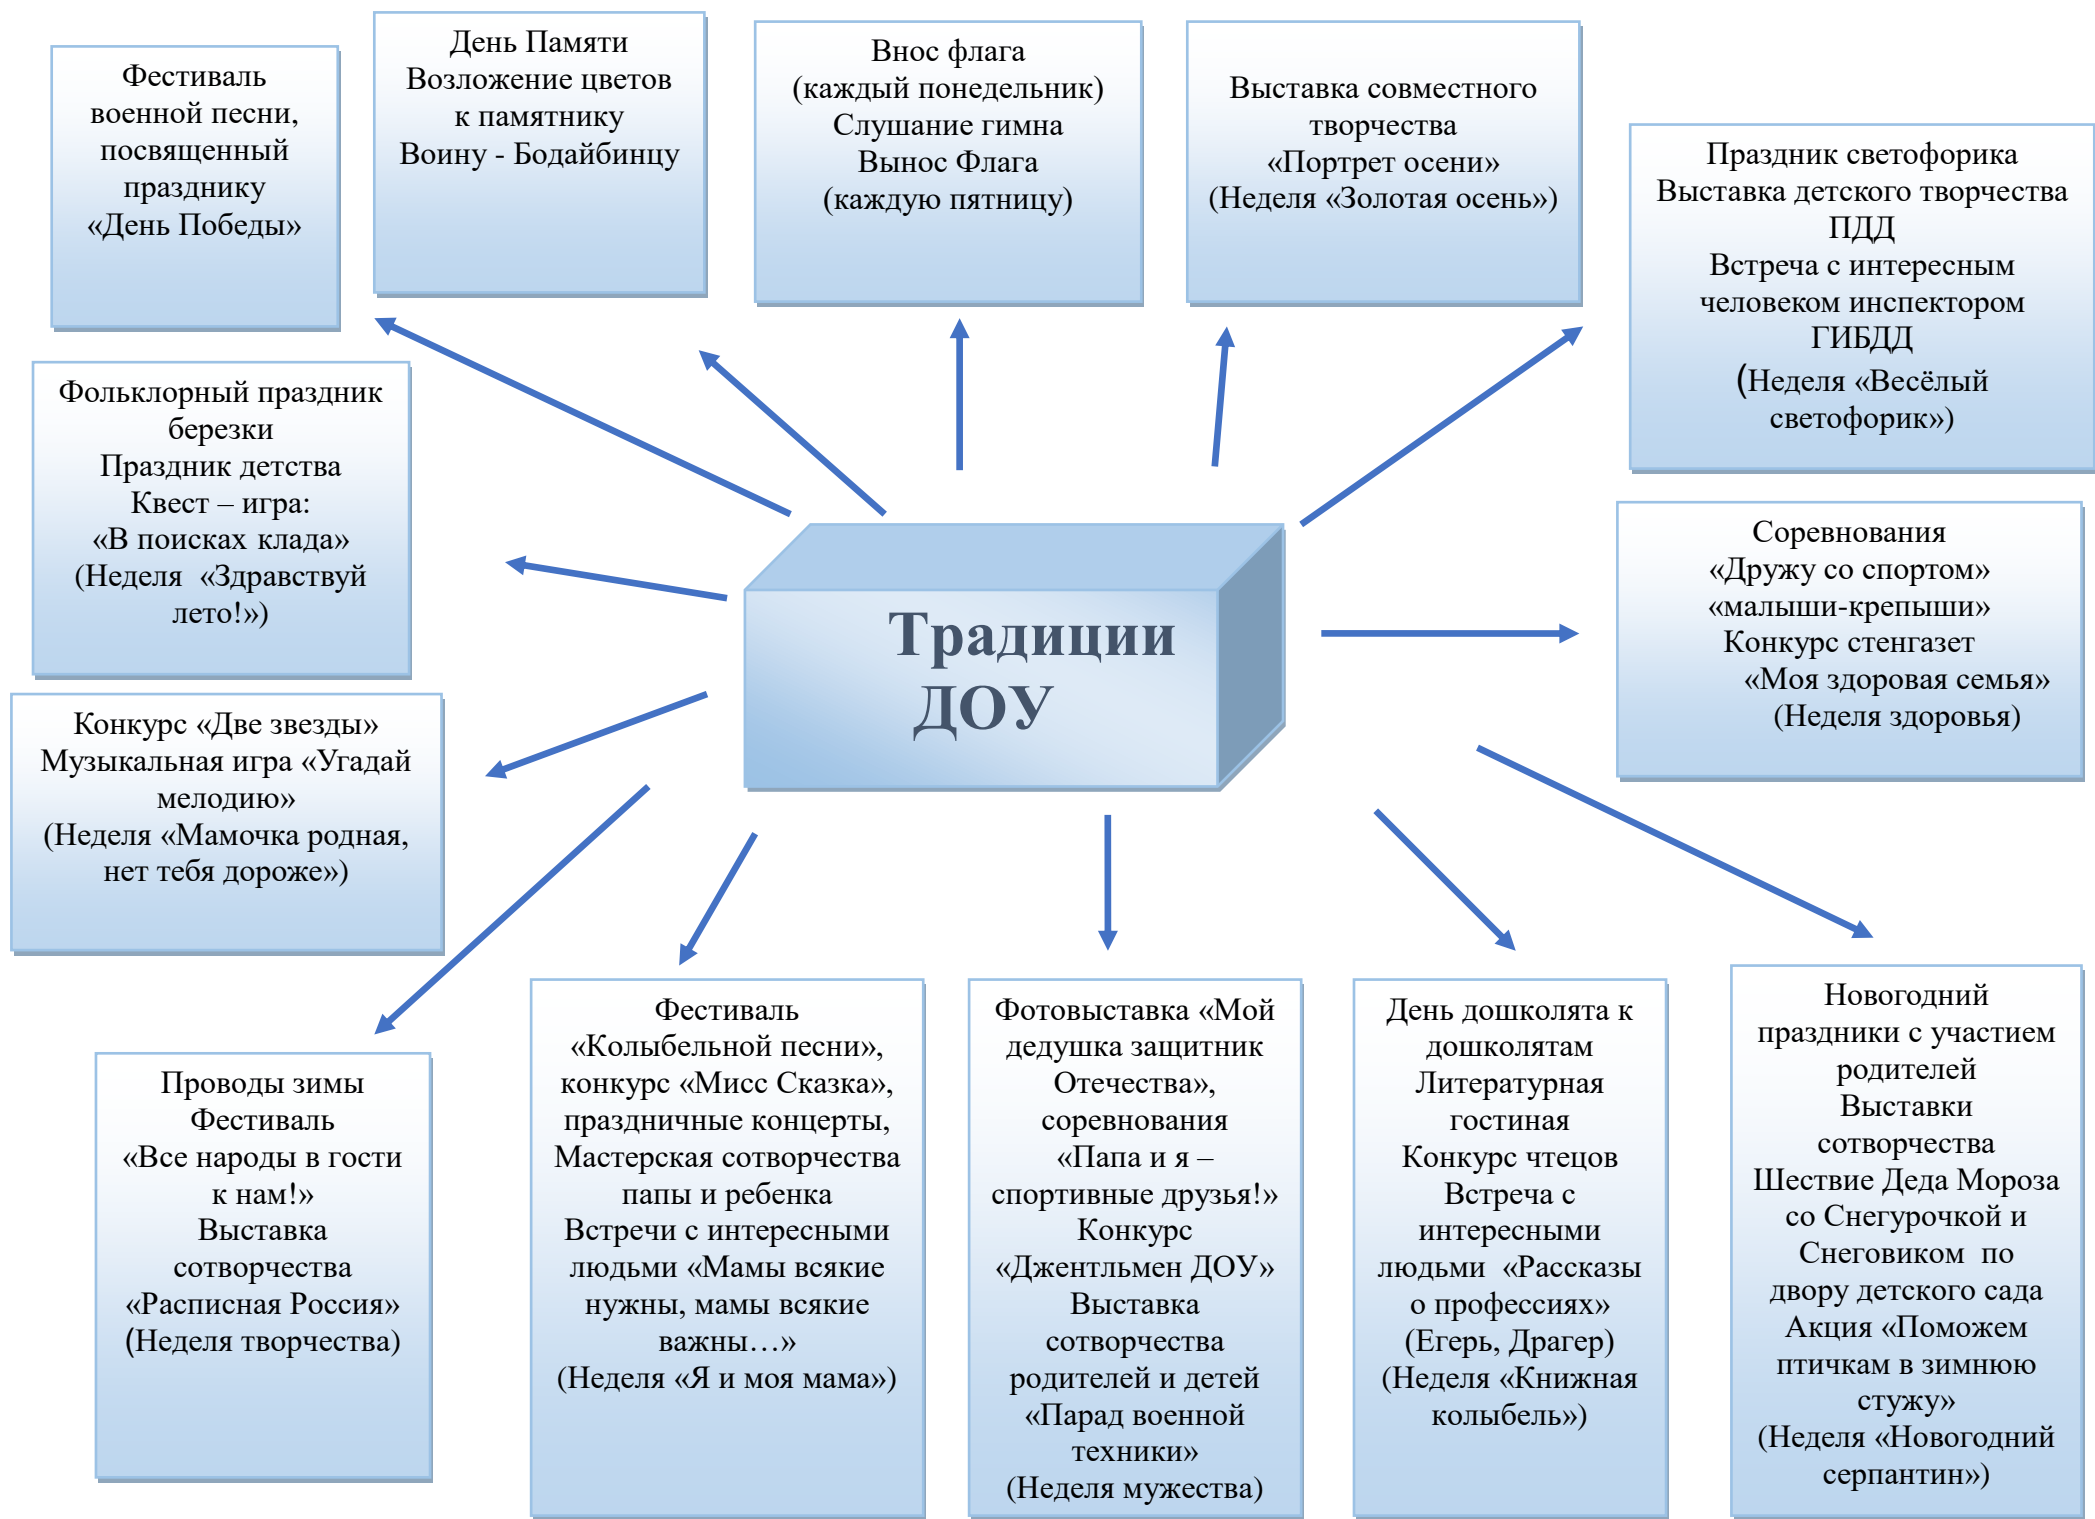 Фестиваль
военной песни,
посвященный
празднику
«День Победы»
День Памяти
Возложение цветов
к памятнику
Воину - Бодайбинцу
Внос флага
(каждый понедельник)
Слушание гимна
Вынос Флага
(каждую пятницу)
Выставка совместного
творчества
«Портрет осени»
(Неделя «Золотая осень»)
Праздник светофорика
Выставка детского творчества
ПДД
Встреча с интересным
человеком инспектором
ГИБДД
(Неделя «Весёлый
светофорик»)
Фольклорный праздник
березки
Праздник детства
Квест – игра:
«В поисках клада»
(Неделя «Здравствуй
лето!»)
Традиции
ДОУ
Соревнования
«Дружу со спортом»
«малыши-крепыши»
Конкурс стенгазет
«Моя здоровая семья»
(Неделя здоровья)
Конкурс «Две звезды»
Музыкальная игра «Угадай
мелодию»
(Неделя «Мамочка родная,
нет тебя дороже»)
Проводы зимы
Фестиваль
«Все народы в гости
к нам!»
Выставка
сотворчества
«Расписная Россия»
(Неделя творчества)
Фестиваль
«Колыбельной песни»,
конкурс «Мисс Сказка»,
праздничные концерты,
Мастерская сотворчества
папы и ребенка
Встречи с интересными
людьми «Мамы всякие
нужны, мамы всякие
важны…»
(Неделя «Я и моя мама»)
Фотовыставка «Мой
дедушка защитник
Отечества»,
соревнования
«Папа и я –
спортивные друзья!»
Конкурс
«Джентльмен ДОУ»
Выставка
сотворчества
родителей и детей
«Парад военной
техники»
(Неделя мужества)
День дошколята к
дошколятам
Литературная
гостиная
Конкурс чтецов
Встреча с
интересными
людьми «Рассказы
о профессиях»
(Егерь, Драгер)
(Неделя «Книжная
колыбель»)
Новогодний
праздники с участием
родителей
Выставки
сотворчества
Шествие Деда Мороза
со Снегурочкой и
Снеговиком по
двору детского сада
Акция «Поможем
птичкам в зимнюю
стужу»
(Неделя «Новогодний
серпантин»)